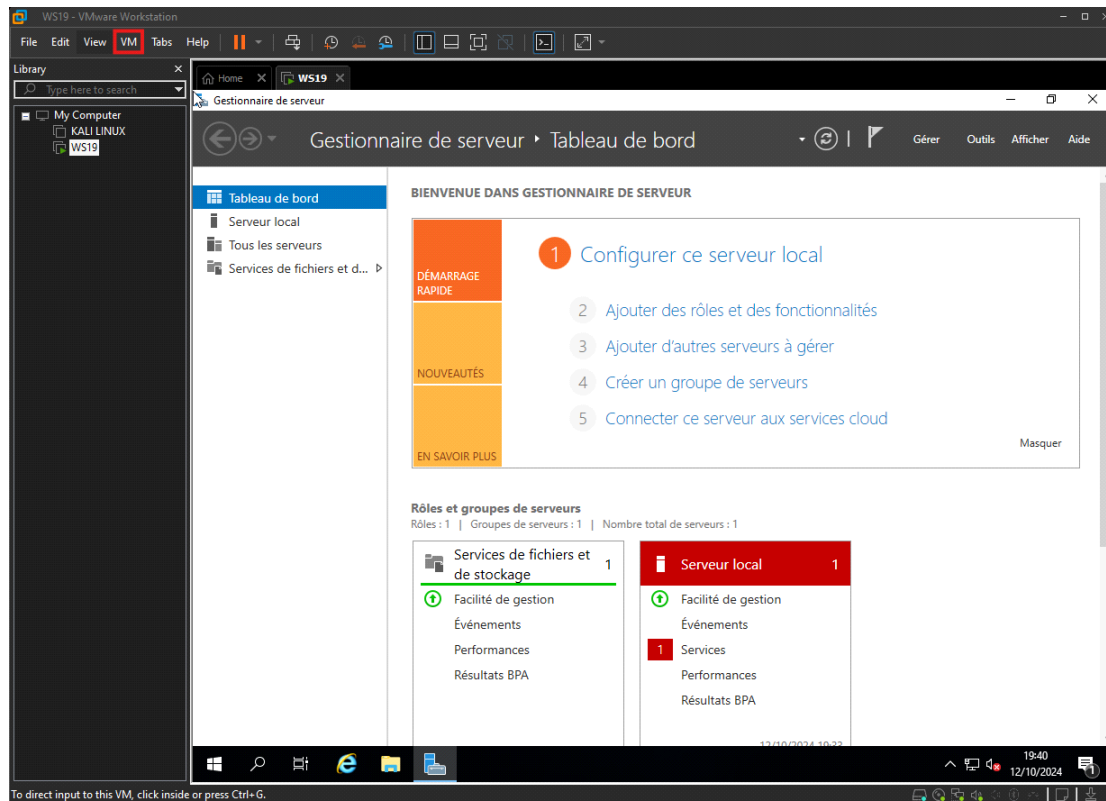 WS19 - VMware Workstation
File Edit View VM Tabs Help
Library
Type here to search
My Computer
KALI LINUX
WS19
Home
WS19
Gestionnaire de serveur
Gestionnaire de serveur Tableau de bord
Gérer Outils Afficher Aide
Tableau de bord
Serveur local
Tous les serveurs
Services de fichiers et d...
BIENVENUE DANS GESTIONNAIRE DE SERVEUR
DÉMARRAGE
RAPIDE
NOUVEAUTÉS
EN SAVOIR PLUS
1 Configurer ce serveur local
2 Ajouter des rôles et des fonctionnalités
3 Ajouter d'autres serveurs à gérer
4 Créer un groupe de serveurs
5 Connecter ce serveur aux services cloud
Masquer
Rôles et groupes de serveurs
Rôles : 1 | Groupes de serveurs : 1 | Nombre total de serveurs : 1
Services de fichiers et
de stockage
1
Facilité de gestion
Événements
Performances
Résultats BPA
Serveur local 1
Facilité de gestion
Événements
1 Services
Performances
Résultats BPA
12/10/2024 19:33
19:40
12/10/2024
1
To direct input to this VM, click inside or press Ctrl+G.